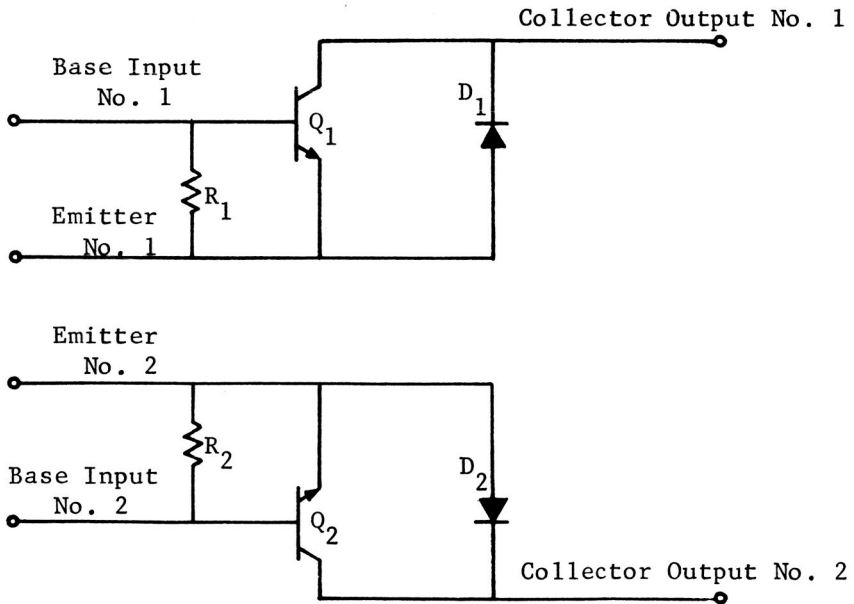 Collector Output No. 1
Base Input
No. 1
D1
Q1
R1
Emitter
No. 1
Emitter
No. 2
R2
D2
Base Input
No. 2
Q2
Collector Output No. 2